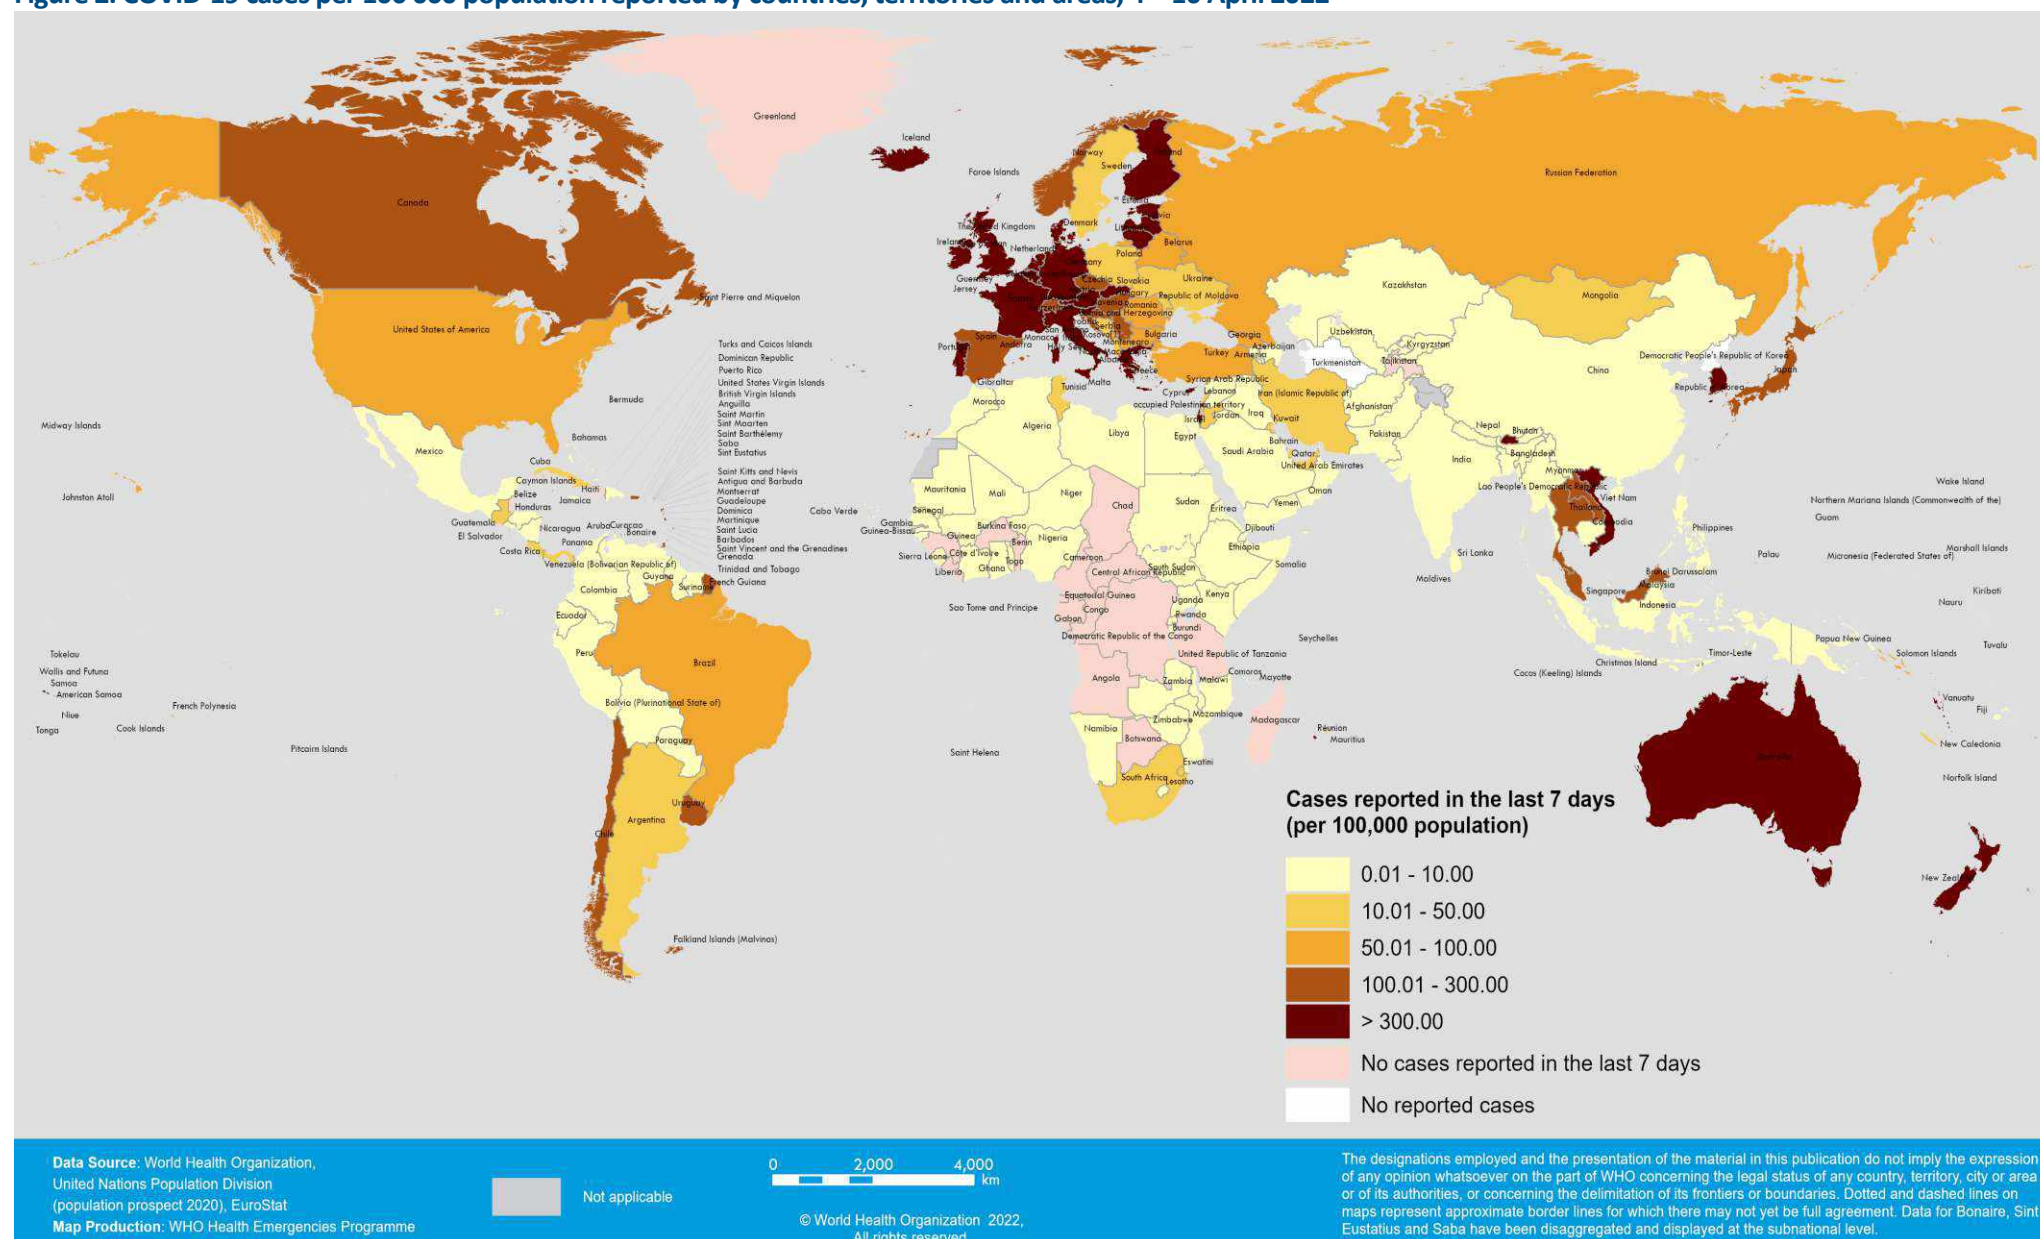 Greenland
Iceland
Faroe Islands
Norway
Sweden
Russian Federation
Canada
Denmark
Belarus
Poland
Ireland
Netherlands
Guernsey
Jersey
Czechia
Slovakia
Ukraine
Republic of Moldova
Romania
Saint Pierre and Miquelon
United States of America
Kazakhstan
Mongolia
Spain
Andorra
Monaco
Bulgaria
Montenegro
Georgia
Azerbaijan
Turkey
Armenia
Uzbekistan
Kyrgyzstan
Turkmenistan
Tajikistan
Democratic People's Republic of Korea
China
Japan
Turks and Caicos Islands
Dominican Republic
Puerto Rico
United States Virgin Islands
British Virgin Islands
Anguilla
Saint Martin
Sint Maarten
Saint Barthélemy
Saba
Sint Eustatius
Saint Kitts and Nevis
Antigua and Barbuda
Montserrat
Guadeloupe
Dominica
Martinique
Saint Lucia
Barbados
Saint Vincent and the Grenadines
Grenada
Trinidad and Tobago
Bermuda
Bahamas
Gibraltar
Tunisia
Malta
Cyprus
Syrian Arab Republic
Lebanon
occupied Palestinian territory
Israel
Jordan
Iraq
Iran (Islamic Republic of)
Kuwait
Afghanistan
Pakistan
Nepal
Bhutan
Bangladesh
India
Myanmar
Morocco
Algeria
Libya
Egypt
Saudi Arabia
Bahrain
Qatar
United Arab Emirates
Oman
Yemen
Midway Islands
Johnston Atoll
Mexico
Cuba
Cayman Islands
Haiti
Belize
Jamaica
Honduras
Guatemala
El Salvador
Nicaragua
Aruba
Curacao
Bonaire
Costa Rica
Panama
Venezuela (Bolivarian Republic of)
Guyana
Suriname
French Guiana
Colombia
Ecuador
Peru
Brazil
Bolivia (Plurinational State of)
Paraguay
Uruguay
Argentina
Chile
Falkland Islands (Malvinas)
Cabo Verde
Mauritania
Mali
Niger
Chad
Sudan
Eritrea
Senegal
Gambia
Guinea-Bissau
Guinea
Burkina Faso
Benin
Nigeria
Djibouti
Ethiopia
Somalia
Sierra Leone
Côte d'Ivoire
Liberia
Ghana
Togo
Cameroon
Central African Republic
South Sudan
Equatorial Guinea
Sao Tome and Principe
Gabon
Congo
Uganda
Kenya
Rwanda
Burundi
Democratic Republic of the Congo
United Republic of Tanzania
Seychelles
Angola
Zambia
Malawi
Comoros
Mayotte
Mozambique
Zimbabwe
Madagascar
Namibia
Botswana
Réunion
Mauritius
Saint Helena
South Africa
Eswatini
Lesotho
Lao People's Democratic Republic
Viet Nam
Thailand
Cambodia
Philippines
Sri Lanka
Maldives
Brunei Darussalam
Malaysia
Singapore
Indonesia
Palau
Wake Island
Northern Mariana Islands (Commonwealth of the)
Guam
Marshall Islands
Micronesia (Federated States of)
Kiribati
Nauru
Papua New Guinea
Solomon Islands
Tuvalu
Timor-Leste
Christmas Island
Cocos (Keeling) Islands
Vanuatu
Fiji
New Caledonia
Norfolk Island
Tokelau
Wallis and Futuna
Samoa
American Samoa
French Polynesia
Niue
Cook Islands
Tonga
Pitcairn Islands
Cases reported in the last 7 days
(per 100,000 population)
0.01 - 10.00
10.01 - 50.00
50.01 - 100.00
100.01 - 300.00
> 300.00
No cases reported in the last 7 days
No reported cases
Data Source: World Health Organization,
United Nations Population Division
(population prospect 2020), EuroStat
Map Production: WHO Health Emergencies Programme
Not applicable
0 2,000 4,000
km
© World Health Organization 2022,
All rights reserved
The designations employed and the presentation of the material in this publication do not imply the expression
of any opinion whatsoever on the part of WHO concerning the legal status of any country, territory, city or area
or of its authorities, or concerning the delimitation of its frontiers or boundaries. Dotted and dashed lines on
maps represent approximate border lines for which there may not yet be full agreement. Data for Bonaire, Sint
Eustatius and Saba have been disaggregated and displayed at the subnational level.